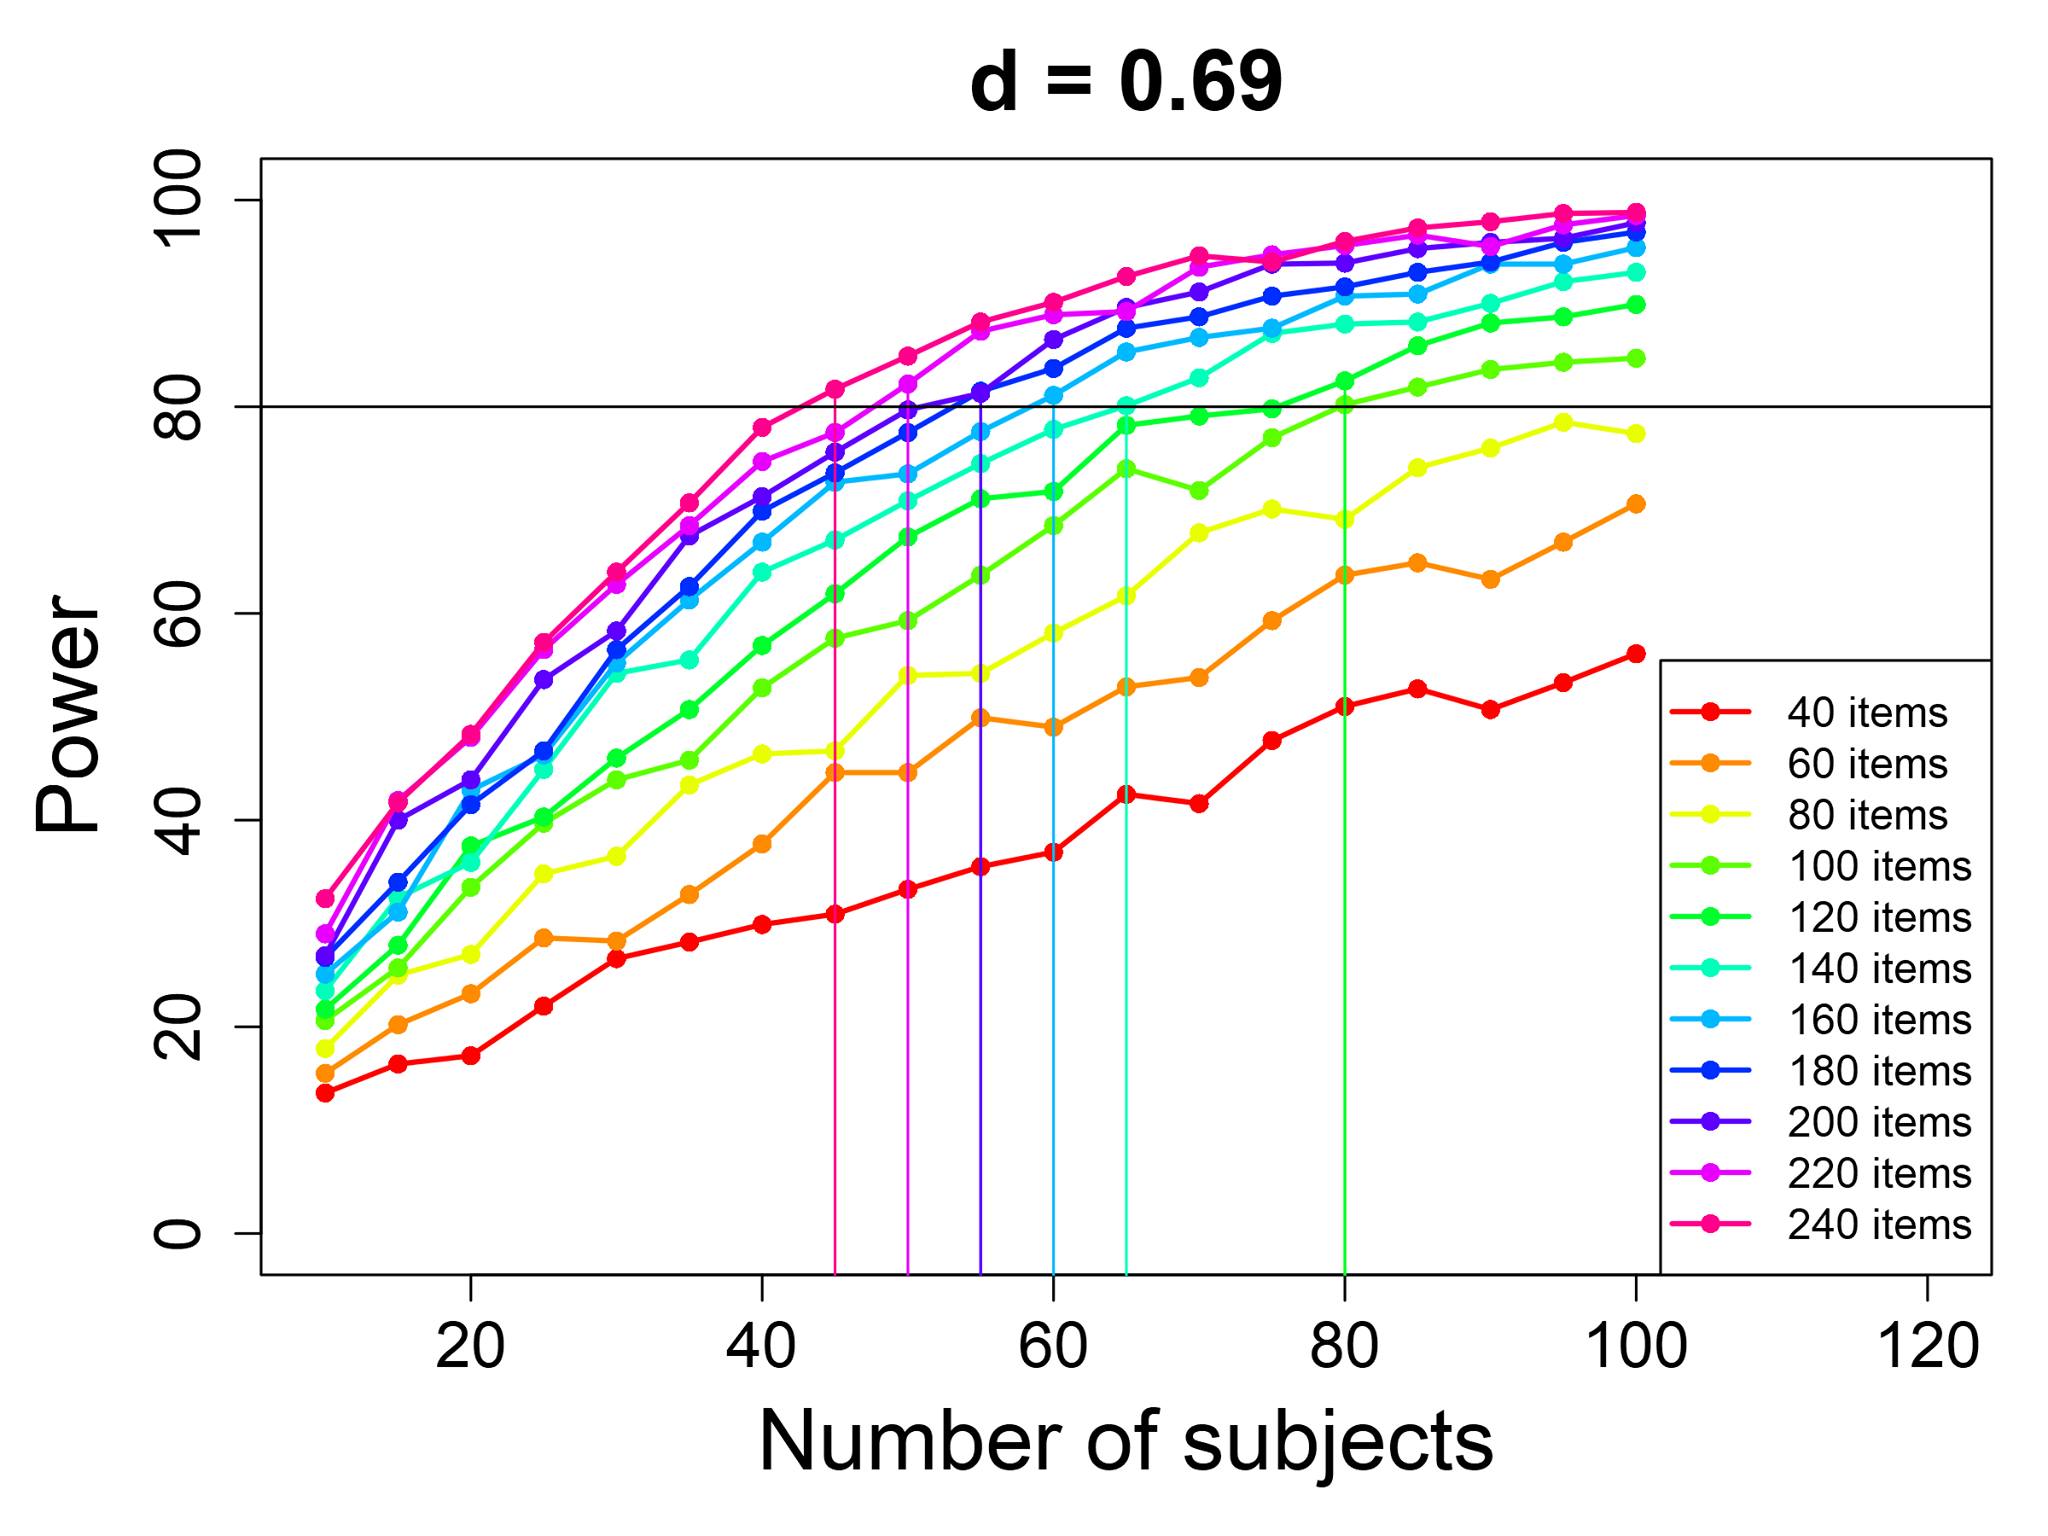 d = 0.69
Power
100
80
60
40
20
0
20 40 60 80 100 120
Number of subjects
40 items
60 items
80 items
100 items
120 items
140 items
160 items
180 items
200 items
220 items
240 items